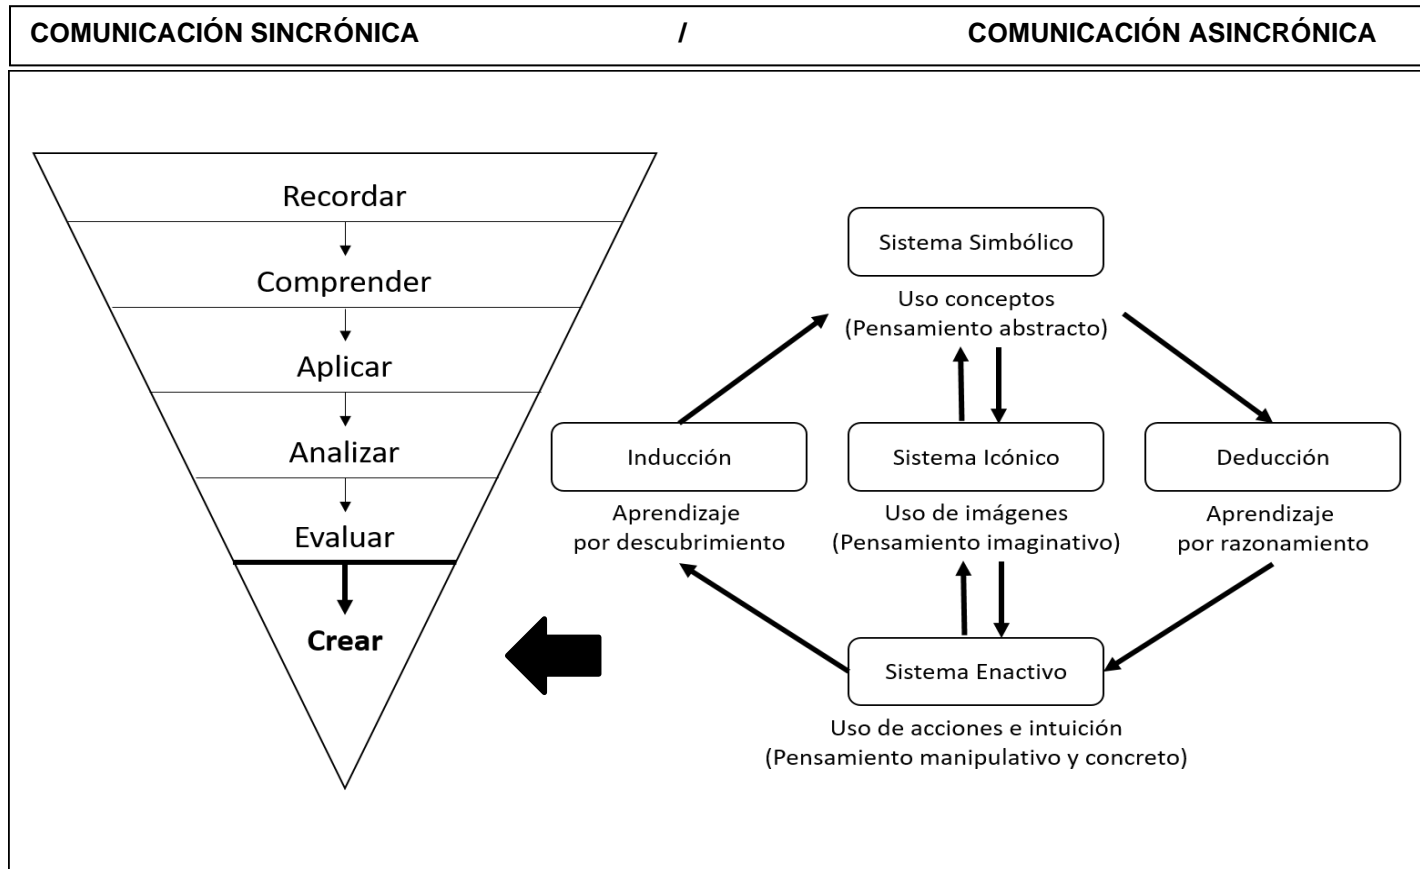 COMUNICACIÓN SINCRÓNICA / COMUNICACIÓN ASINCRÓNICA
Recordar
Comprender
Aplicar
Analizar
Evaluar
Crear
Sistema Simbólico
Uso conceptos
(Pensamiento abstracto)
Inducción
Aprendizaje
por descubrimiento
Sistema Icónico
Uso de imágenes
(Pensamiento imaginativo)
Deducción
Aprendizaje
por razonamiento
Sistema Enactivo
Uso de acciones e intuición
(Pensamiento manipulativo y concreto)